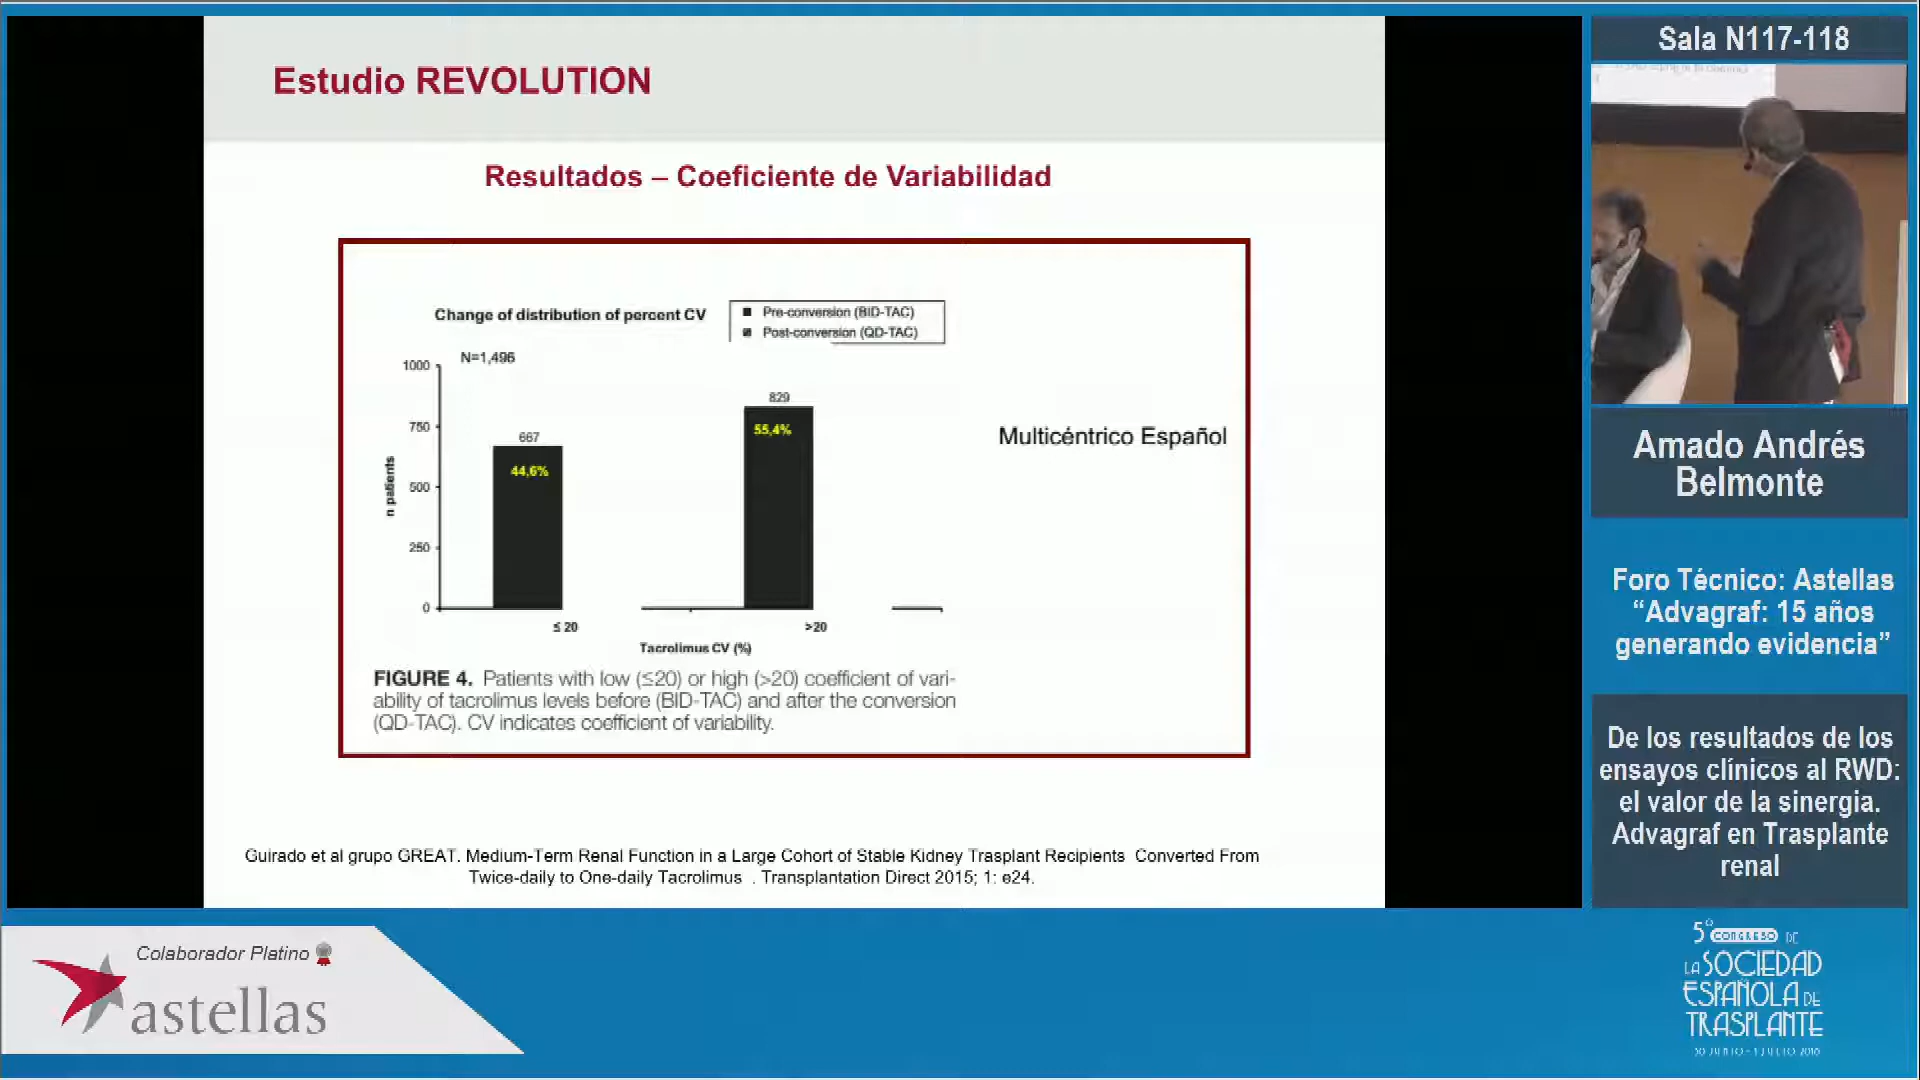 Estudio REVOLUTION
Resultados – Coeficiente de Variabilidad
Change of distribution of percent CV
Pre-conversion (BID-TAC)
Post-conversion (QD-TAC)
N=1,496
1000
750
500
250
0
n patients
667
44,6%
829
55,4%
≤ 20
>20
Tacrolimus CV (%)
Multicéntrico Español
FIGURE 4. Patients with low (≤20) or high (>20) coefficient of vari-
ability of tacrolimus levels before (BID-TAC) and after the conversion
(QD-TAC). CV indicates coefficient of variability.
Guirado et al grupo GREAT. Medium-Term Renal Function in a Large Cohort of Stable Kidney Trasplant Recipients Converted From
Twice-daily to One-daily Tacrolimus . Transplantation Direct 2015; 1: e24.
Sala N117-118
Amado Andrés
Belmonte
Foro Técnico: Astellas
“Advagraf: 15 años
generando evidencia”
De los resultados de los
ensayos clínicos al RWD:
el valor de la sinergia.
Advagraf en Trasplante
renal
Colaborador Platino
astellas
5º CONGRESO DE
LA SOCIEDAD
ESPAÑOLA DE
TRASPLANTE